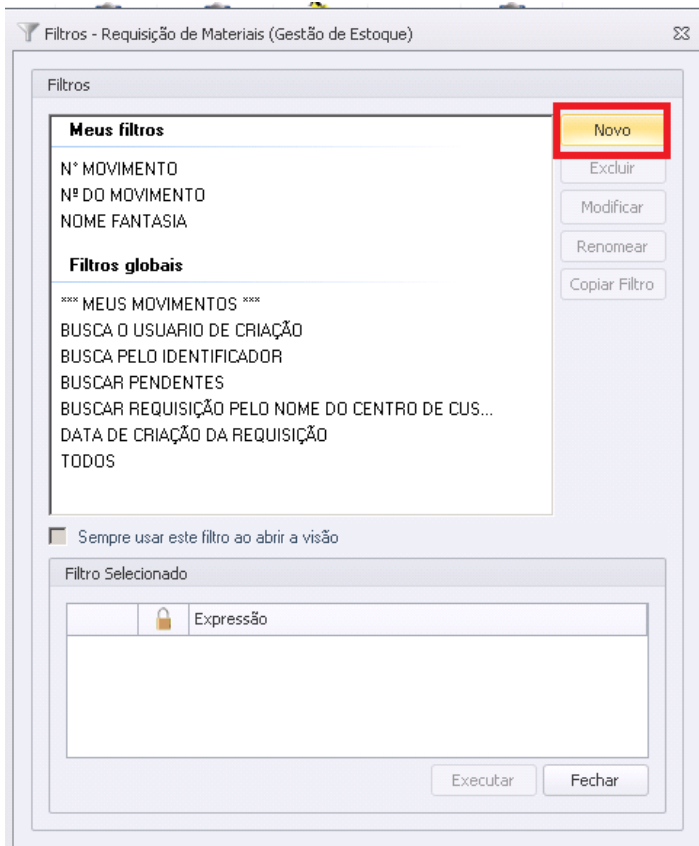 Filtros - Requisição de Materiais (Gestão de Estoque)
Filtros
Meus filtros
N° MOVIMENTO
Nº DO MOVIMENTO
NOME FANTASIA
Filtros globais
*** MEUS MOVIMENTOS ***
BUSCA O USUARIO DE CRIAÇÃO
BUSCA PELO IDENTIFICADOR
BUSCAR PENDENTES
BUSCAR REQUISIÇÃO PELO NOME DO CENTRO DE CUS...
DATA DE CRIAÇÃO DA REQUISIÇÃO
TODOS
Novo
Excluir
Modificar
Renomear
Copiar Filtro
Sempre usar este filtro ao abrir a visão
Filtro Selecionado
Expressão
Executar
Fechar